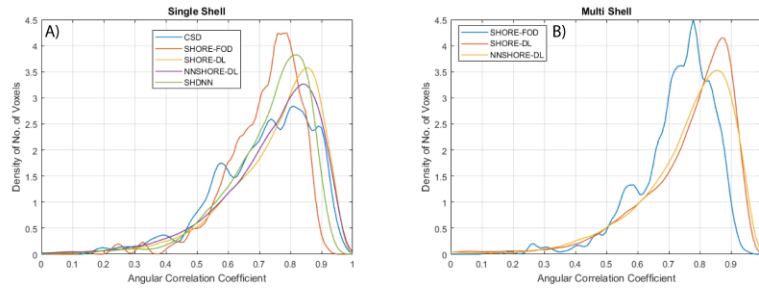 Single Shell
A)
CSD
SHORE-FOD
SHORE-DL
NNSHORE-DL
SHDNN
4.5
4
3.5
3
2.5
2
1.5
1
0.5
0
Density of No. of Voxels
0 0.1 0.2 0.3 0.4 0.5 0.6 0.7 0.8 0.9 1
Angular Correlation Coefficient
Multi Shell
B)
SHORE-FOD
SHORE-DL
NNSHORE-DL
4.5
4
3.5
3
2.5
2
1.5
1
0.5
0
Density of No. of Voxels
0 0.1 0.2 0.3 0.4 0.5 0.6 0.7 0.8 0.9
Angular Correlation Coefficient